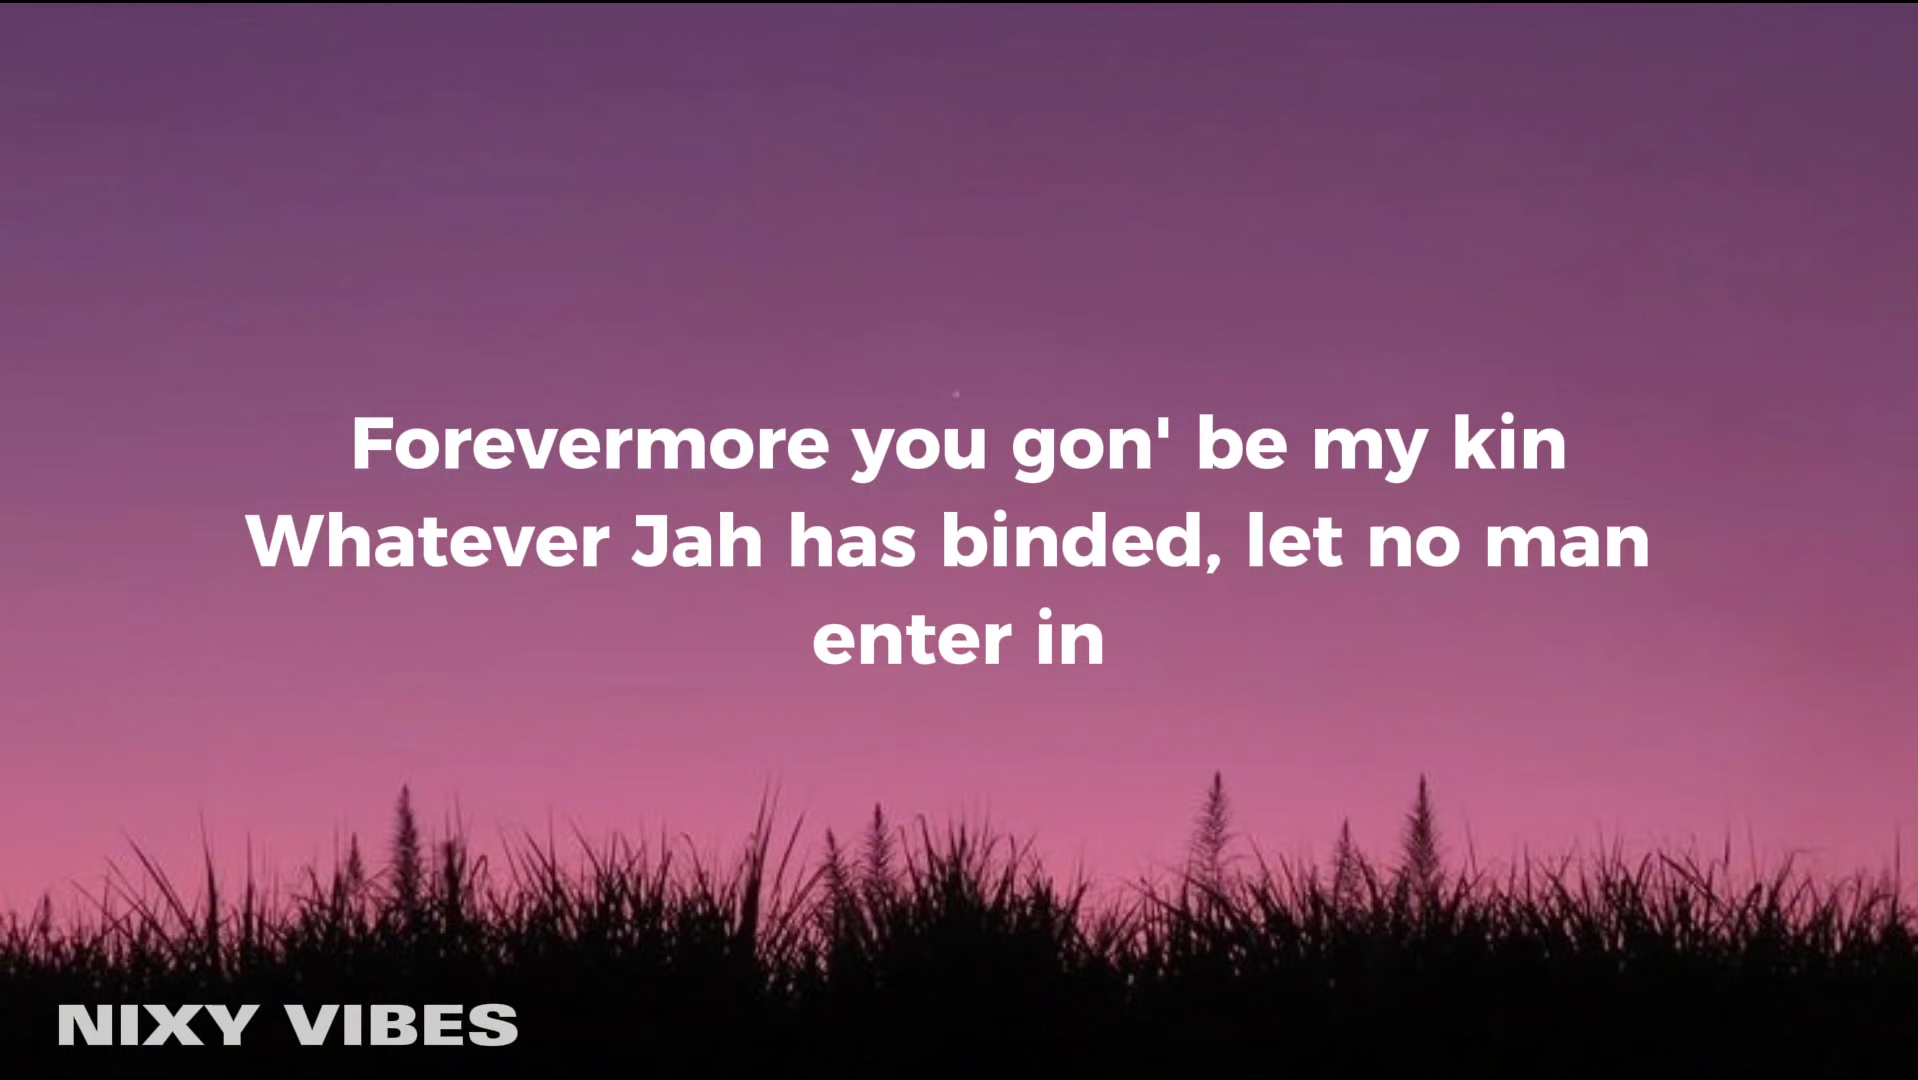 Forevermore you gon' be my kin
Whatever Jah has binded, let no man
enter in
NIXY VIBES